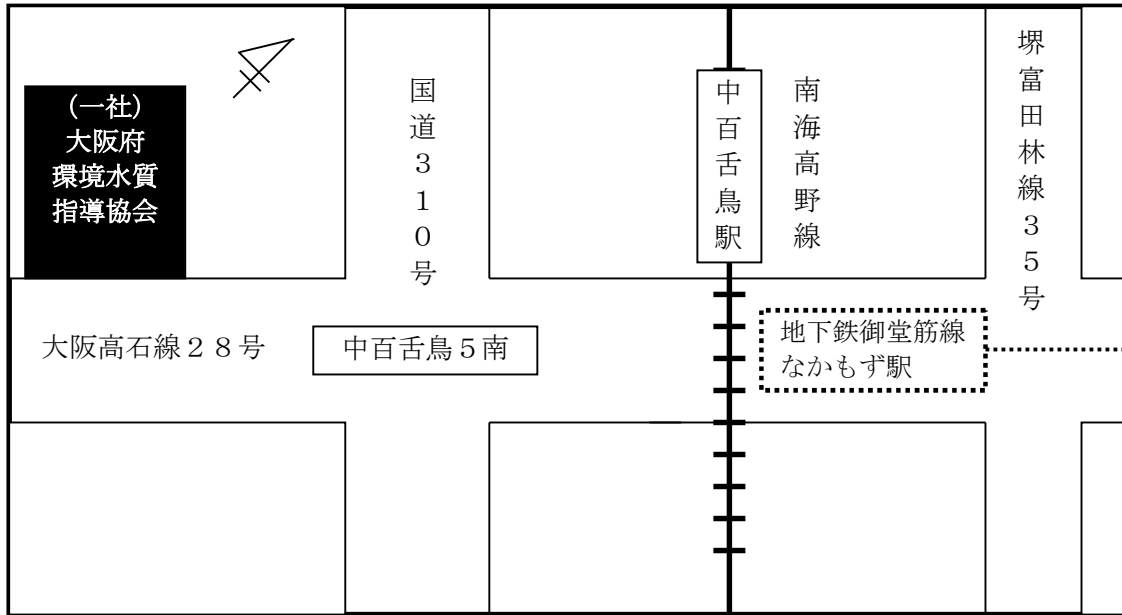 （一社）
大阪府
環境水質
指導協会
国道３１０号
中百舌鳥駅
南海高野線
堺富田林線３５号
大阪高石線２８号
中百舌鳥５南
地下鉄御堂筋線
なかもず駅